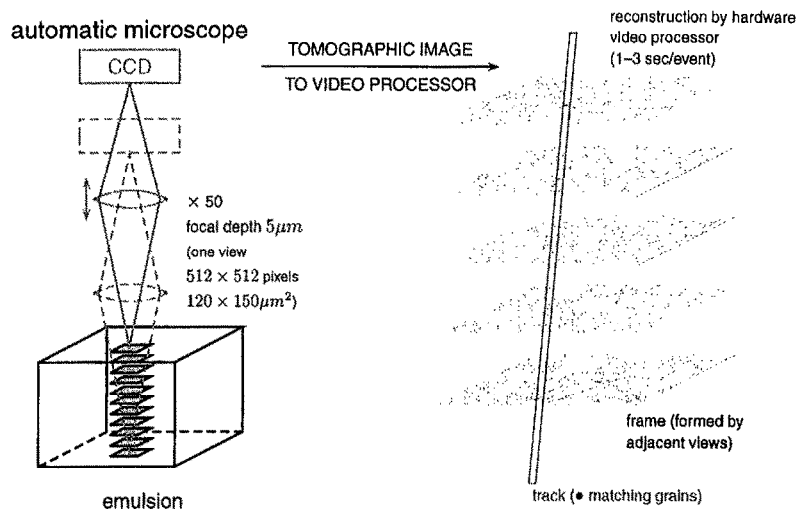 automatic microscope
CCD
TOMOGRAPHIC IMAGE
TO VIDEO PROCESSOR
reconstruction by hardware
video processor
(1–3 sec/event)
× 50
focal depth 5μm
(one view
512 × 512 pixels
120 × 150μm²)
emulsion
frame (formed by
adjacent views)
track (● matching grains)